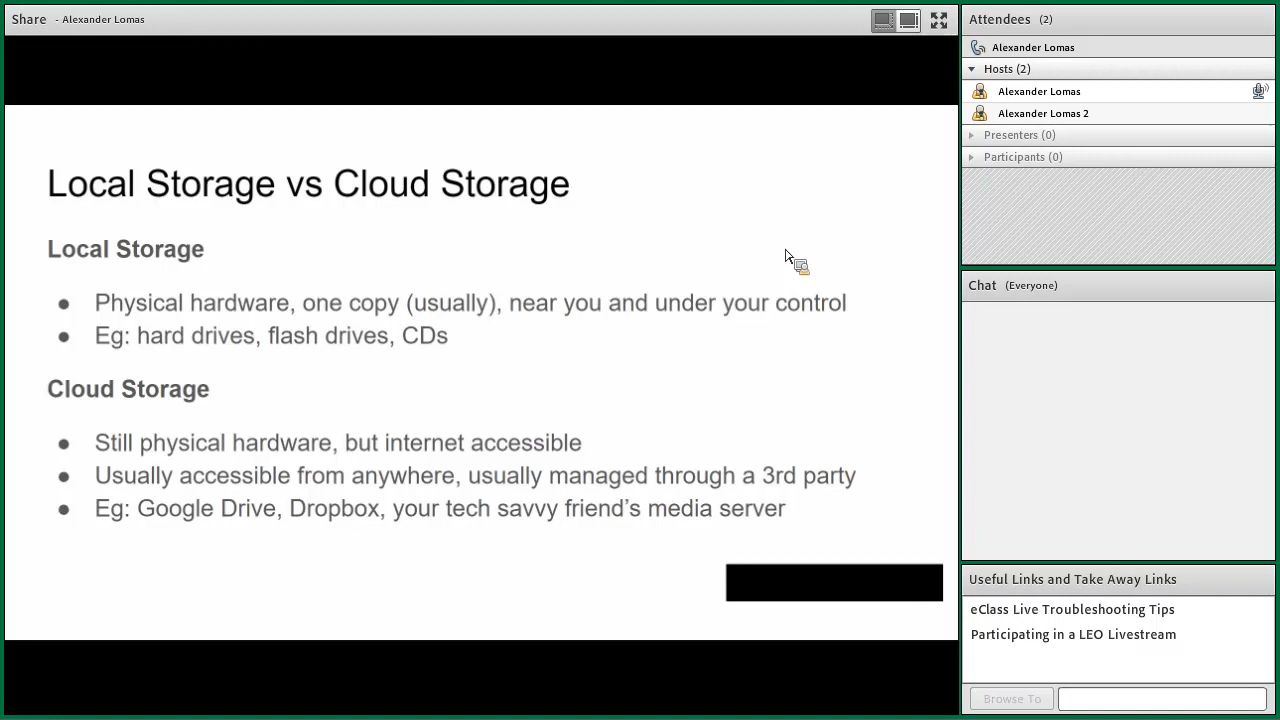 Share - Alexander Lomas
Local Storage vs Cloud Storage
Local Storage
● Physical hardware, one copy (usually), near you and under your control
● Eg: hard drives, flash drives, CDs
Cloud Storage
● Still physical hardware, but internet accessible
● Usually accessible from anywhere, usually managed through a 3rd party
● Eg: Google Drive, Dropbox, your tech savvy friend's media server
Attendees (2)
Alexander Lomas
Hosts (2)
Alexander Lomas
Alexander Lomas 2
Presenters (0)
Participants (0)
Chat (Everyone)
Useful Links and Take Away Links
eClass Live Troubleshooting Tips
Participating in a LEO Livestream
Browse To